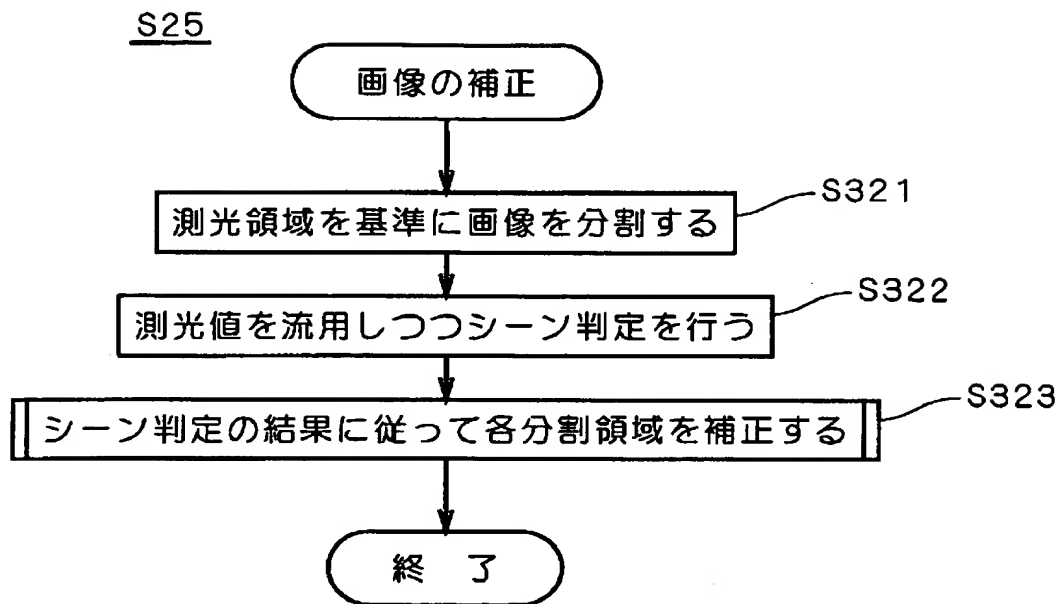 S25
画像の補正
S321
測光領域を基準に画像を分割する
S322
測光値を流用しつつシーン判定を行う
S323
シーン判定の結果に従って各分割領域を補正する
終 了